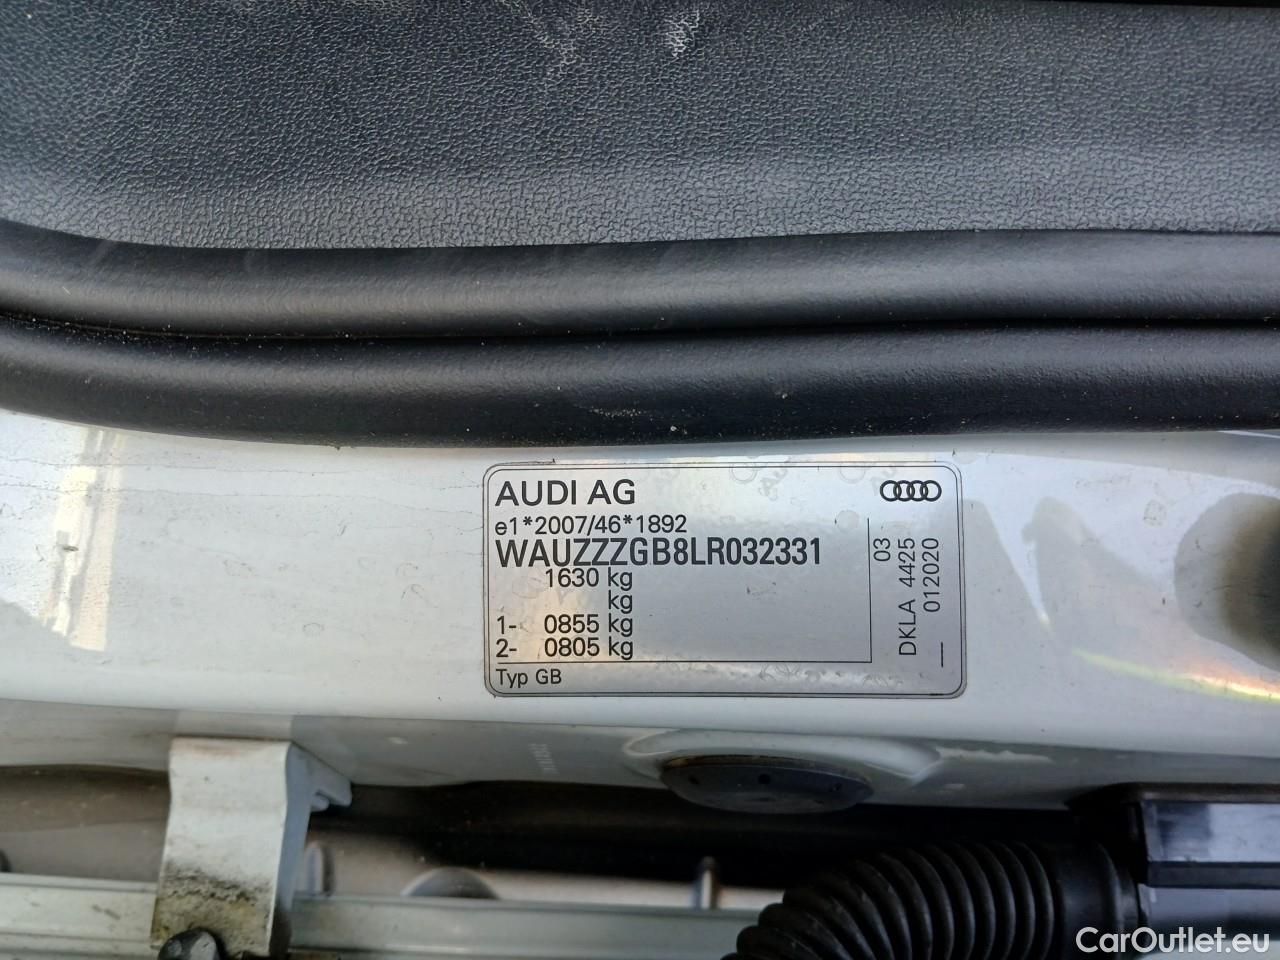 AUDI AG
e1*2007/46*1892
WAUZZZGB8LR032331
1630 kg
kg
1- 0855 kg
2- 0805 kg
Typ GB
03
DKLA 4425
012020
CarOutlet.eu